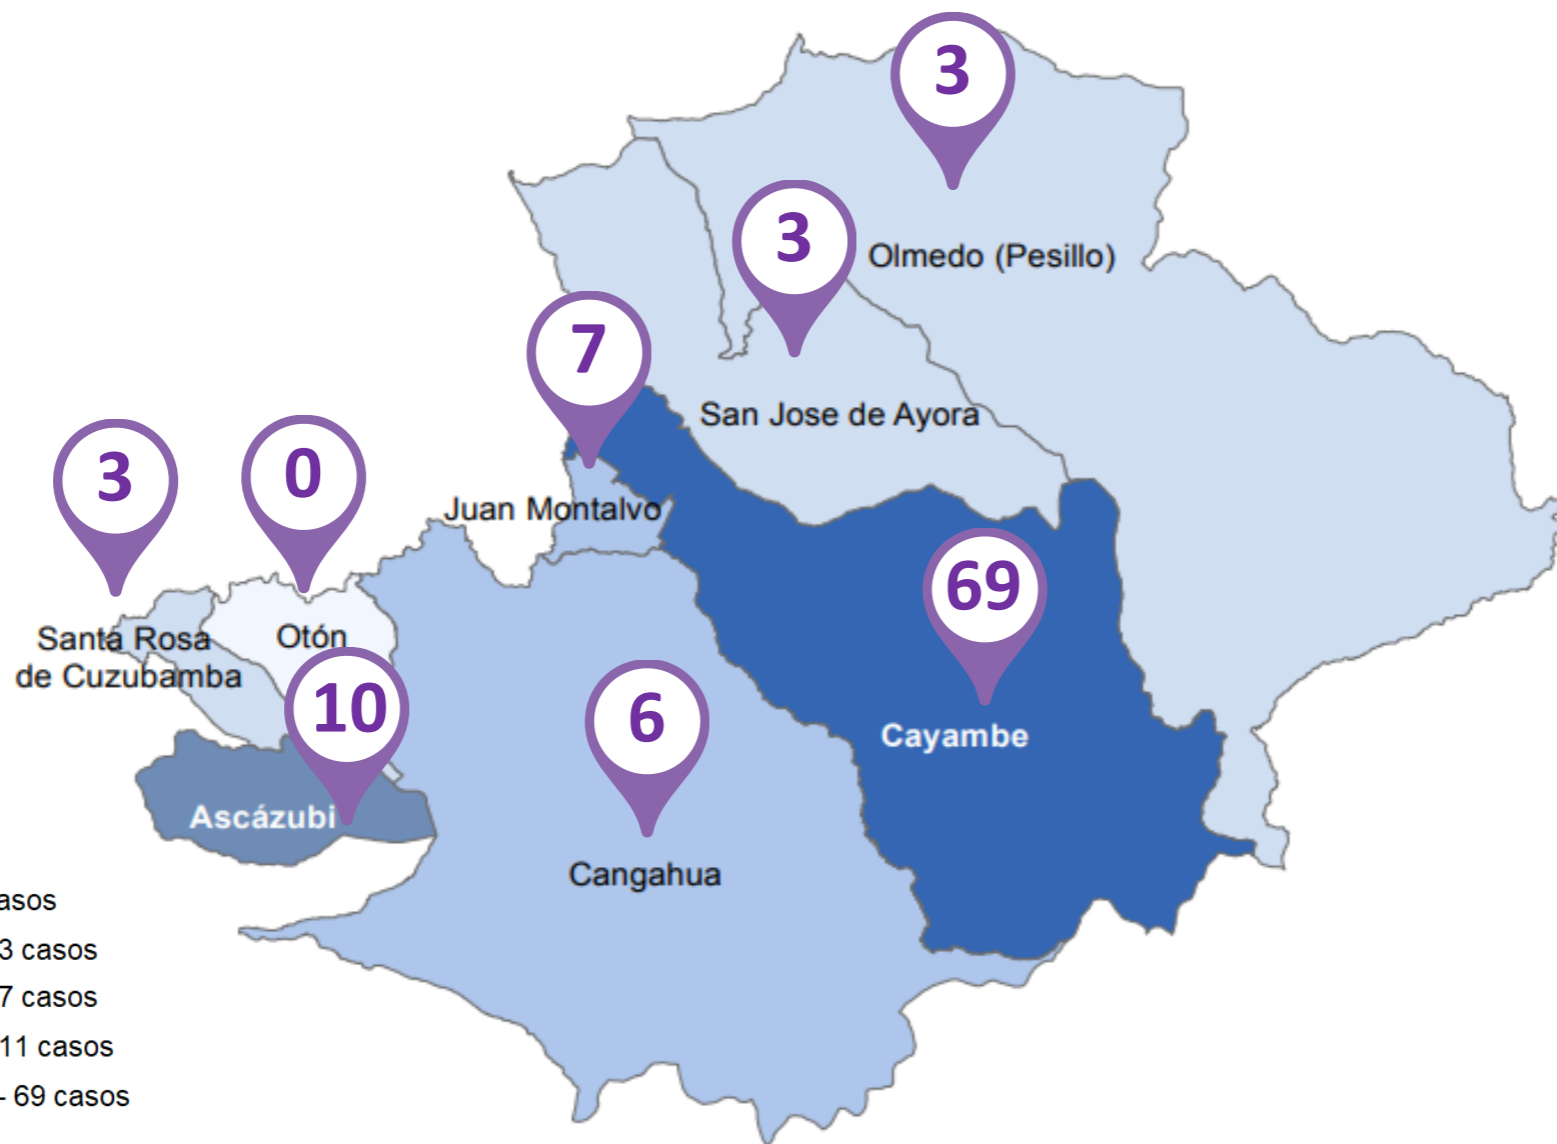 3
3
Olmedo (Pesillo)
7
San Jose de Ayora
3
0
Juan Montalvo
69
Santa Rosa
de Cuzubamba
Otón
10
6
Cayambe
Ascázubi
Cangahua
3 casos
7 casos
11 casos
- 69 casos